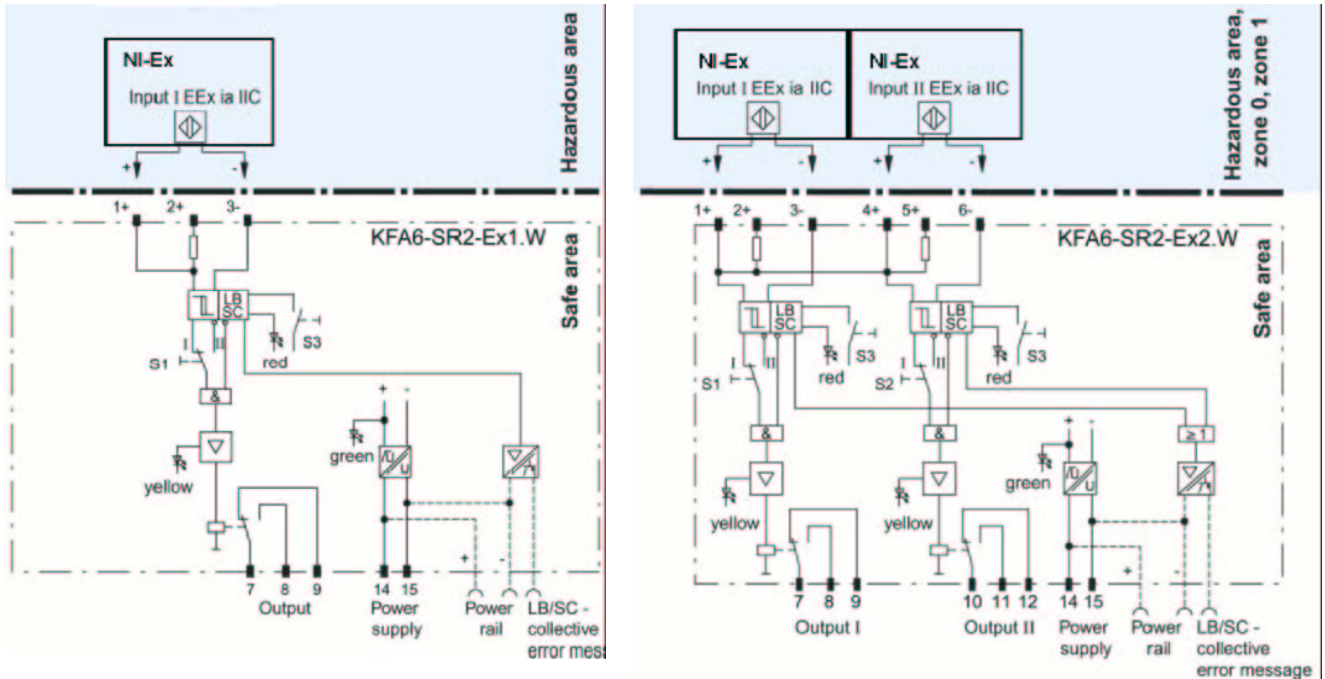 NI-Ex
Input I EEx ia IIC
+
-
Hazardous area
1+ 2+ 3-
KFA6-SR2-Ex1.W
Safe area
LB
SC
I II
S3
red
S1
&
+ -
green
yellow
+ -
7 8 9 14 15
Output
Power
supply
Power
rail
LB/SC -
collective
error mess
NI-Ex
Input I EEx ia IIC
NI-Ex
Input II EEx ia IIC
+ - + -
Hazardous area,
zone 0, zone 1
1+ 2+ 3- 4+ 5+ 6-
KFA6-SR2-Ex2.W
Safe area
LB
SC
LB
SC
I II
S3
I II
S3
red
red
S1
S2
& &
+ -
≥1
green
yellow
yellow
+ -
7 8 9 10 11 12 14 15
Output I
Output II
Power
supply
Power
rail
LB/SC -
collective
error message